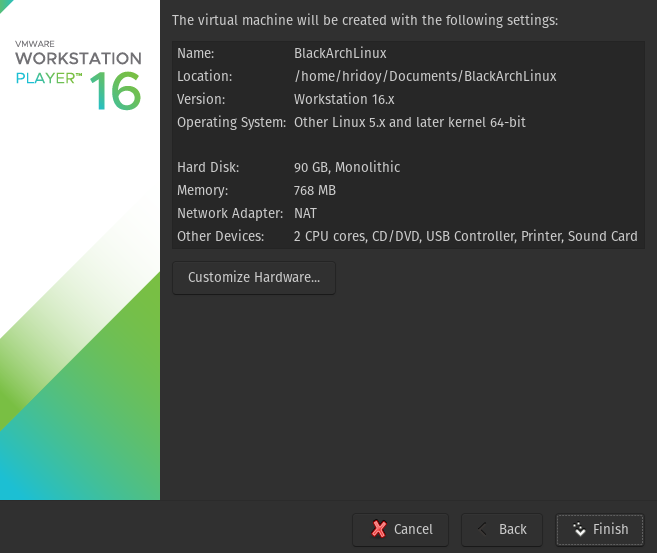 The virtual machine will be created with the following settings:
VMWARE
WORKSTATION
PLAYER™ 16
Name: BlackArchLinux
Location: /home/hridoy/Documents/BlackArchLinux
Version: Workstation 16.x
Operating System: Other Linux 5.x and later kernel 64-bit
Hard Disk: 90 GB, Monolithic
Memory: 768 MB
Network Adapter: NAT
Other Devices: 2 CPU cores, CD/DVD, USB Controller, Printer, Sound Card
Customize Hardware...
Cancel Back Finish